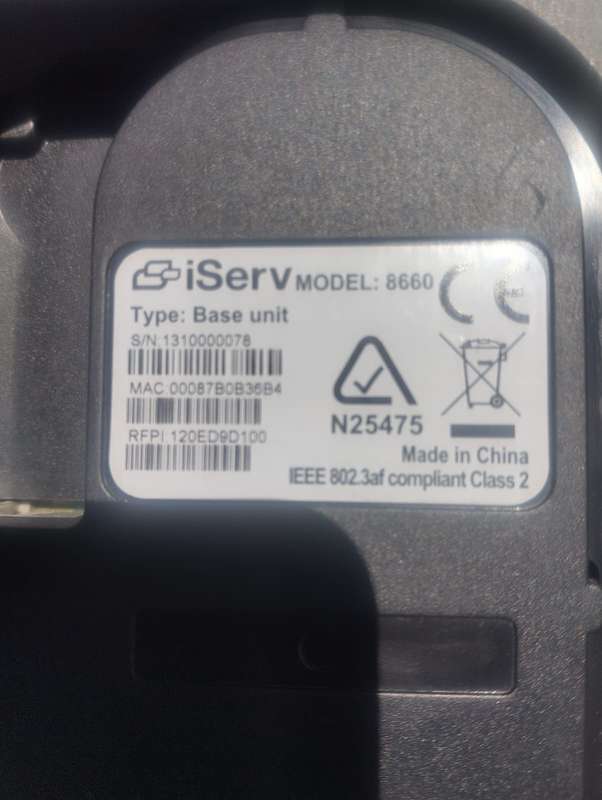 iServ MODEL: 8660
Type: Base unit
S/N:1310000078
MAC:00087B0B36B4
RFPI:120ED9D100
N25475
Made in China
IEEE 802.3af compliant Class 2